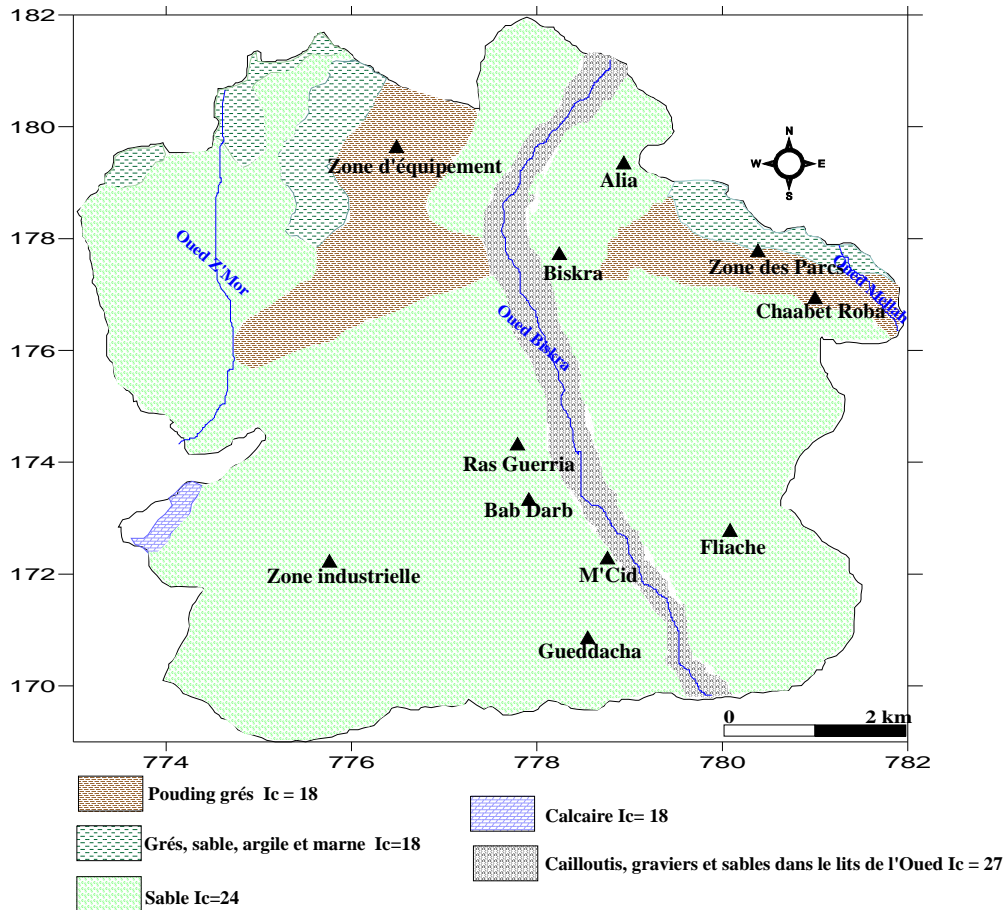 182
180
178
176
174
172
170
774
776
778
780
782
N
W
E
S
Zone d'équipement
Alia
Oued Z'Mor
Biskra
Zone des Parcs
Oued Mellah
Chaabet Roba
Oued Biskra
Ras Guerria
Bab Darb
Fliache
Zone industrielle
M'Cid
Gueddacha
0 2 km
Pouding grés Ic = 18
Grés, sable, argile et marne Ic=18
Sable Ic=24
Calcaire Ic= 18
Cailloutis, graviers et sables dans le lits de l'Oued Ic = 27